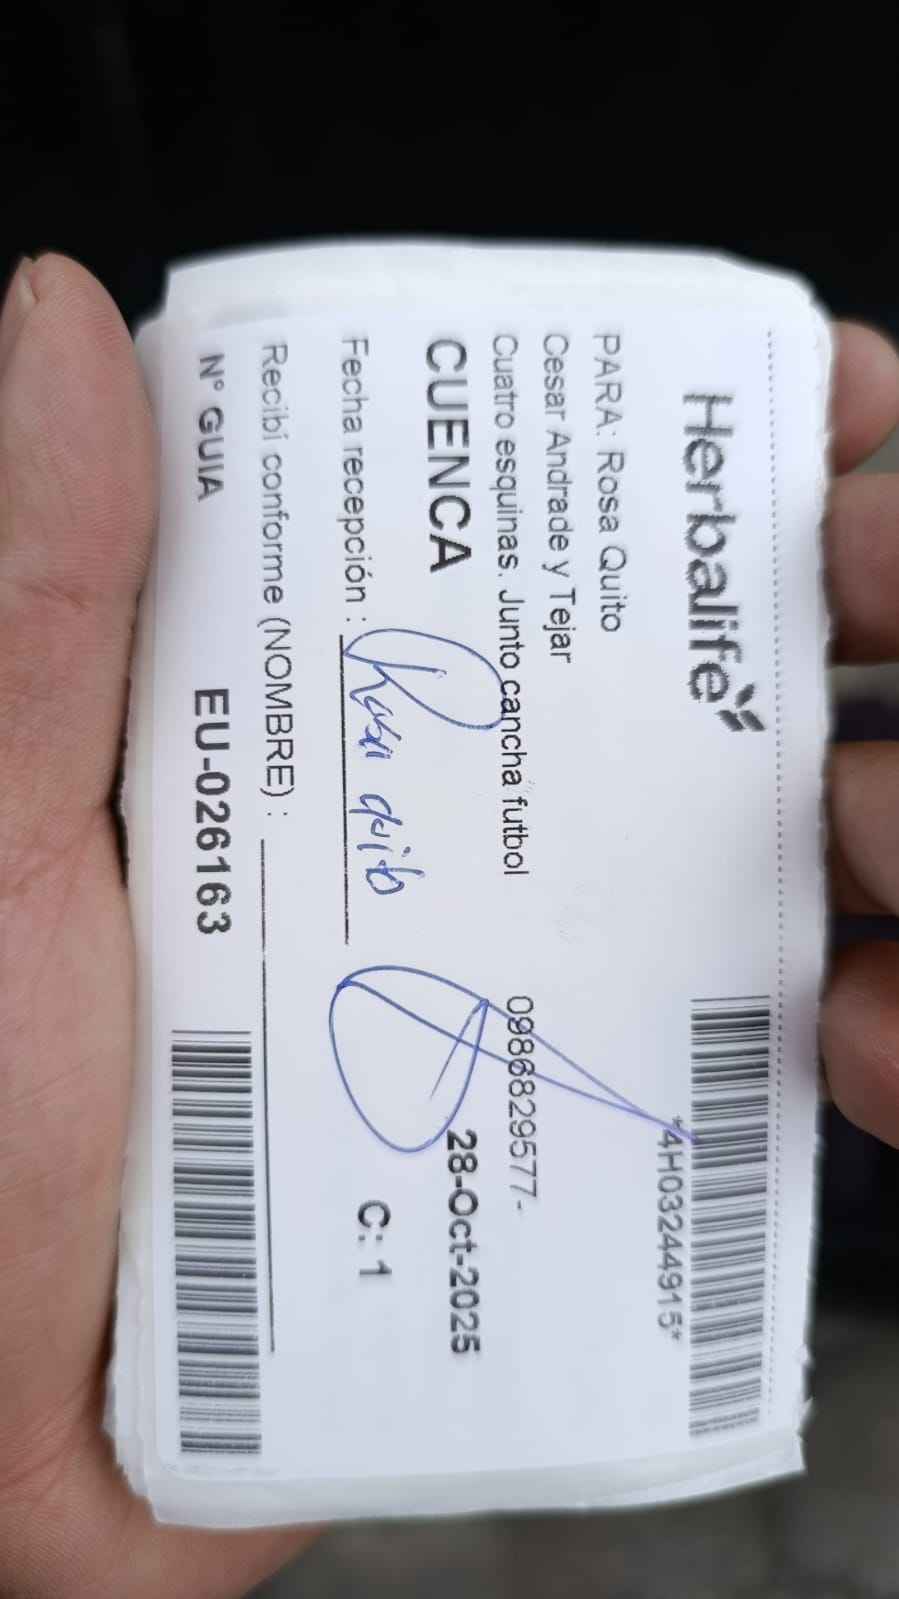 Herbalife
*4H03244915*
PARA: Rosa Quito
Cesar Andrade y Tejar
Cuatro esquinas. Junto cancha futbol 0986829577-
CUENCA 28-Oct-2025
Fecha recepción : Rosa Quito C: 1
Recibí conforme (NOMBRE) :
N° GUIA EU-026163